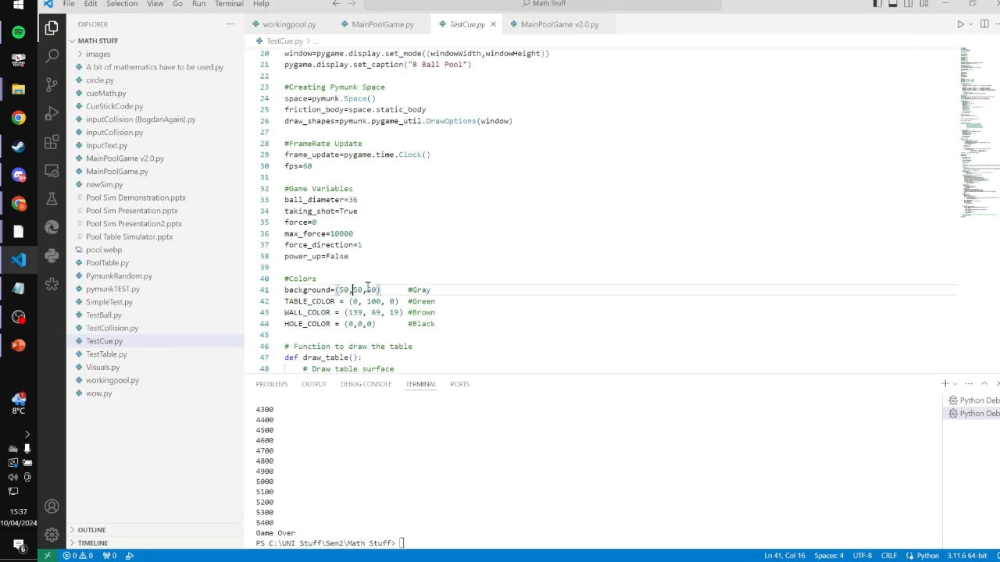 File Edit Selection View Go Run Terminal Help
Math Stuff
EXPLORER
MATH STUFF
images
A bit of mathematics have to be used.py
circle.py
cueMath.py
CueStickCode.py
inputCollision (BogdanAgain).py
inputCollision.py
inputText.py
MainPoolGame v2.0.py
MainPoolGame.py
newSim.py
Pool Sim Demonstration.pptx
Pool Sim Presentation.pptx
Pool Sim Presentation2.pptx
Pool Table Simulator.pptx
pool.webp
PoolTable.py
PymunkRandom.py
pymunkTEST.py
SimpleTest.py
TestBall.py
TestCollision.py
TestCue.py
TestTable.py
Visuals.py
workingpool.py
wow.py
OUTLINE
TIMELINE
workingpool.py MainPoolGame.py TestCue.py MainPoolGame v2.0.py
TestCue.py > ...
20 window=pygame.display.set_mode((windowWidth,windowHeight))
21 pygame.display.set_caption("8 Ball Pool")
22
23 #Creating Pymunk Space
24 space=pymunk.Space()
25 friction_body=space.static_body
26 draw_shapes=pymunk.pygame_util.DrawOptions(window)
27
28 #FrameRate Update
29 frame_update=pygame.time.Clock()
30 fps=60
31
32 #Game Variables
33
34
35 force=0
36 max_force=10000
37 force_direction=1
38 power_up=False
39
40 #Colors
41 background=(50,50,50) #Gray
42 TABLE_COLOR = (0, 100, 0) #Green
43 WALL_COLOR = (139, 69, 19) #Brown
44 HOLE_COLOR = (0,0,0) #Black
45
46 # Function to draw the table
47 def draw_table():
48 # Draw table surface
PROBLEMS OUTPUT DEBUG CONSOLE TERMINAL PORTS
4300
4400
4500
4600
4700
4800
4900
5000
5100
5200
5300
5400
Game Over
PS C:\UNI Stuff\Sem2\Math Stuff>
Python Deb
Python Deb
8°C
15:37
10/04/2024
6
0 0 0
Ln 41, Col 16 Spaces: 4 UTF-8 CRLF Python 3.11.6 64-bit